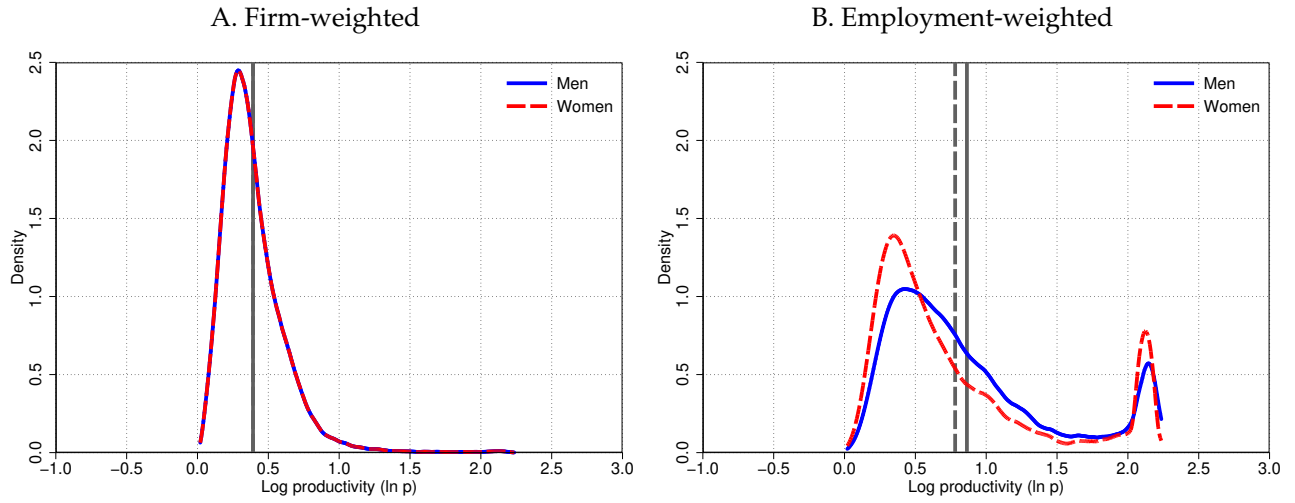 A. Firm-weighted
2.5
2.0
1.5
1.0
0.5
0.0
Density
Men
Women
−1.0 −0.5 0.0 0.5 1.0 1.5 2.0 2.5 3.0
Log productivity (ln p)
B. Employment-weighted
2.5
2.0
1.5
1.0
0.5
0.0
Density
Men
Women
−1.0 −0.5 0.0 0.5 1.0 1.5 2.0 2.5 3.0
Log productivity (ln p)